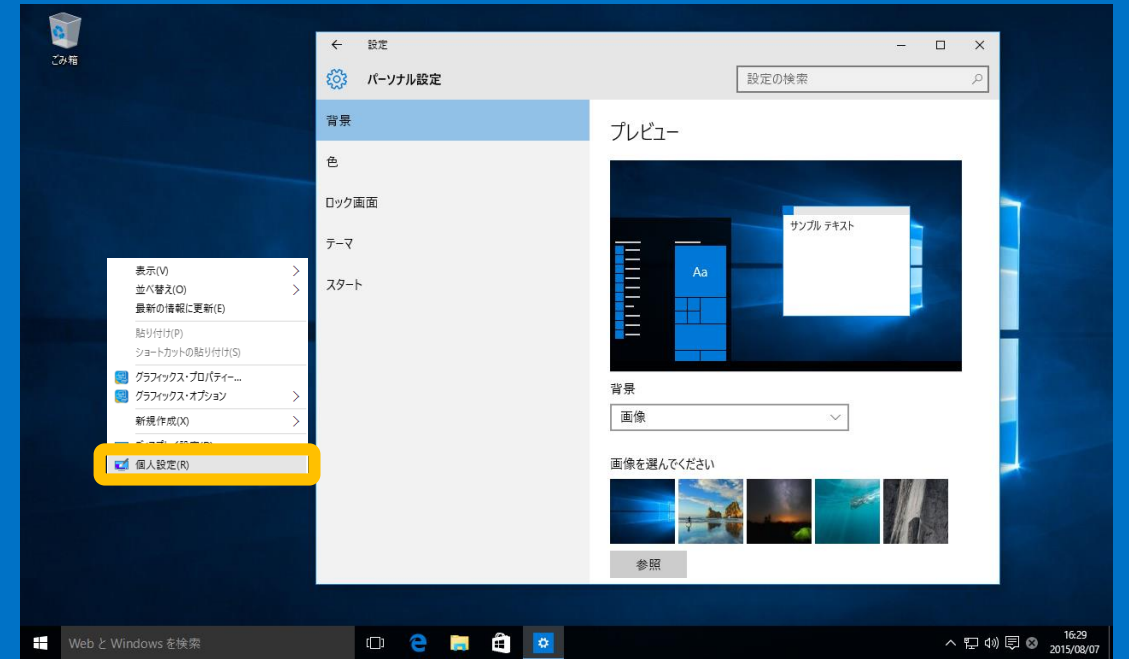 ごみ箱
設定
パーソナル設定
設定の検索
背景
色
ロック画面
テーマ
スタート
プレビュー
サンプル テキスト
Aa
背景
画像
画像を選んでください
参照
表示(V)
並べ替え(O)
最新の情報に更新(E)
貼り付け(P)
ショートカットの貼り付け(S)
グラフィックス・プロパティー...
グラフィックス・オプション
新規作成(X)
個人設定(R)
Web と Windows を検索
16:29
2015/08/07